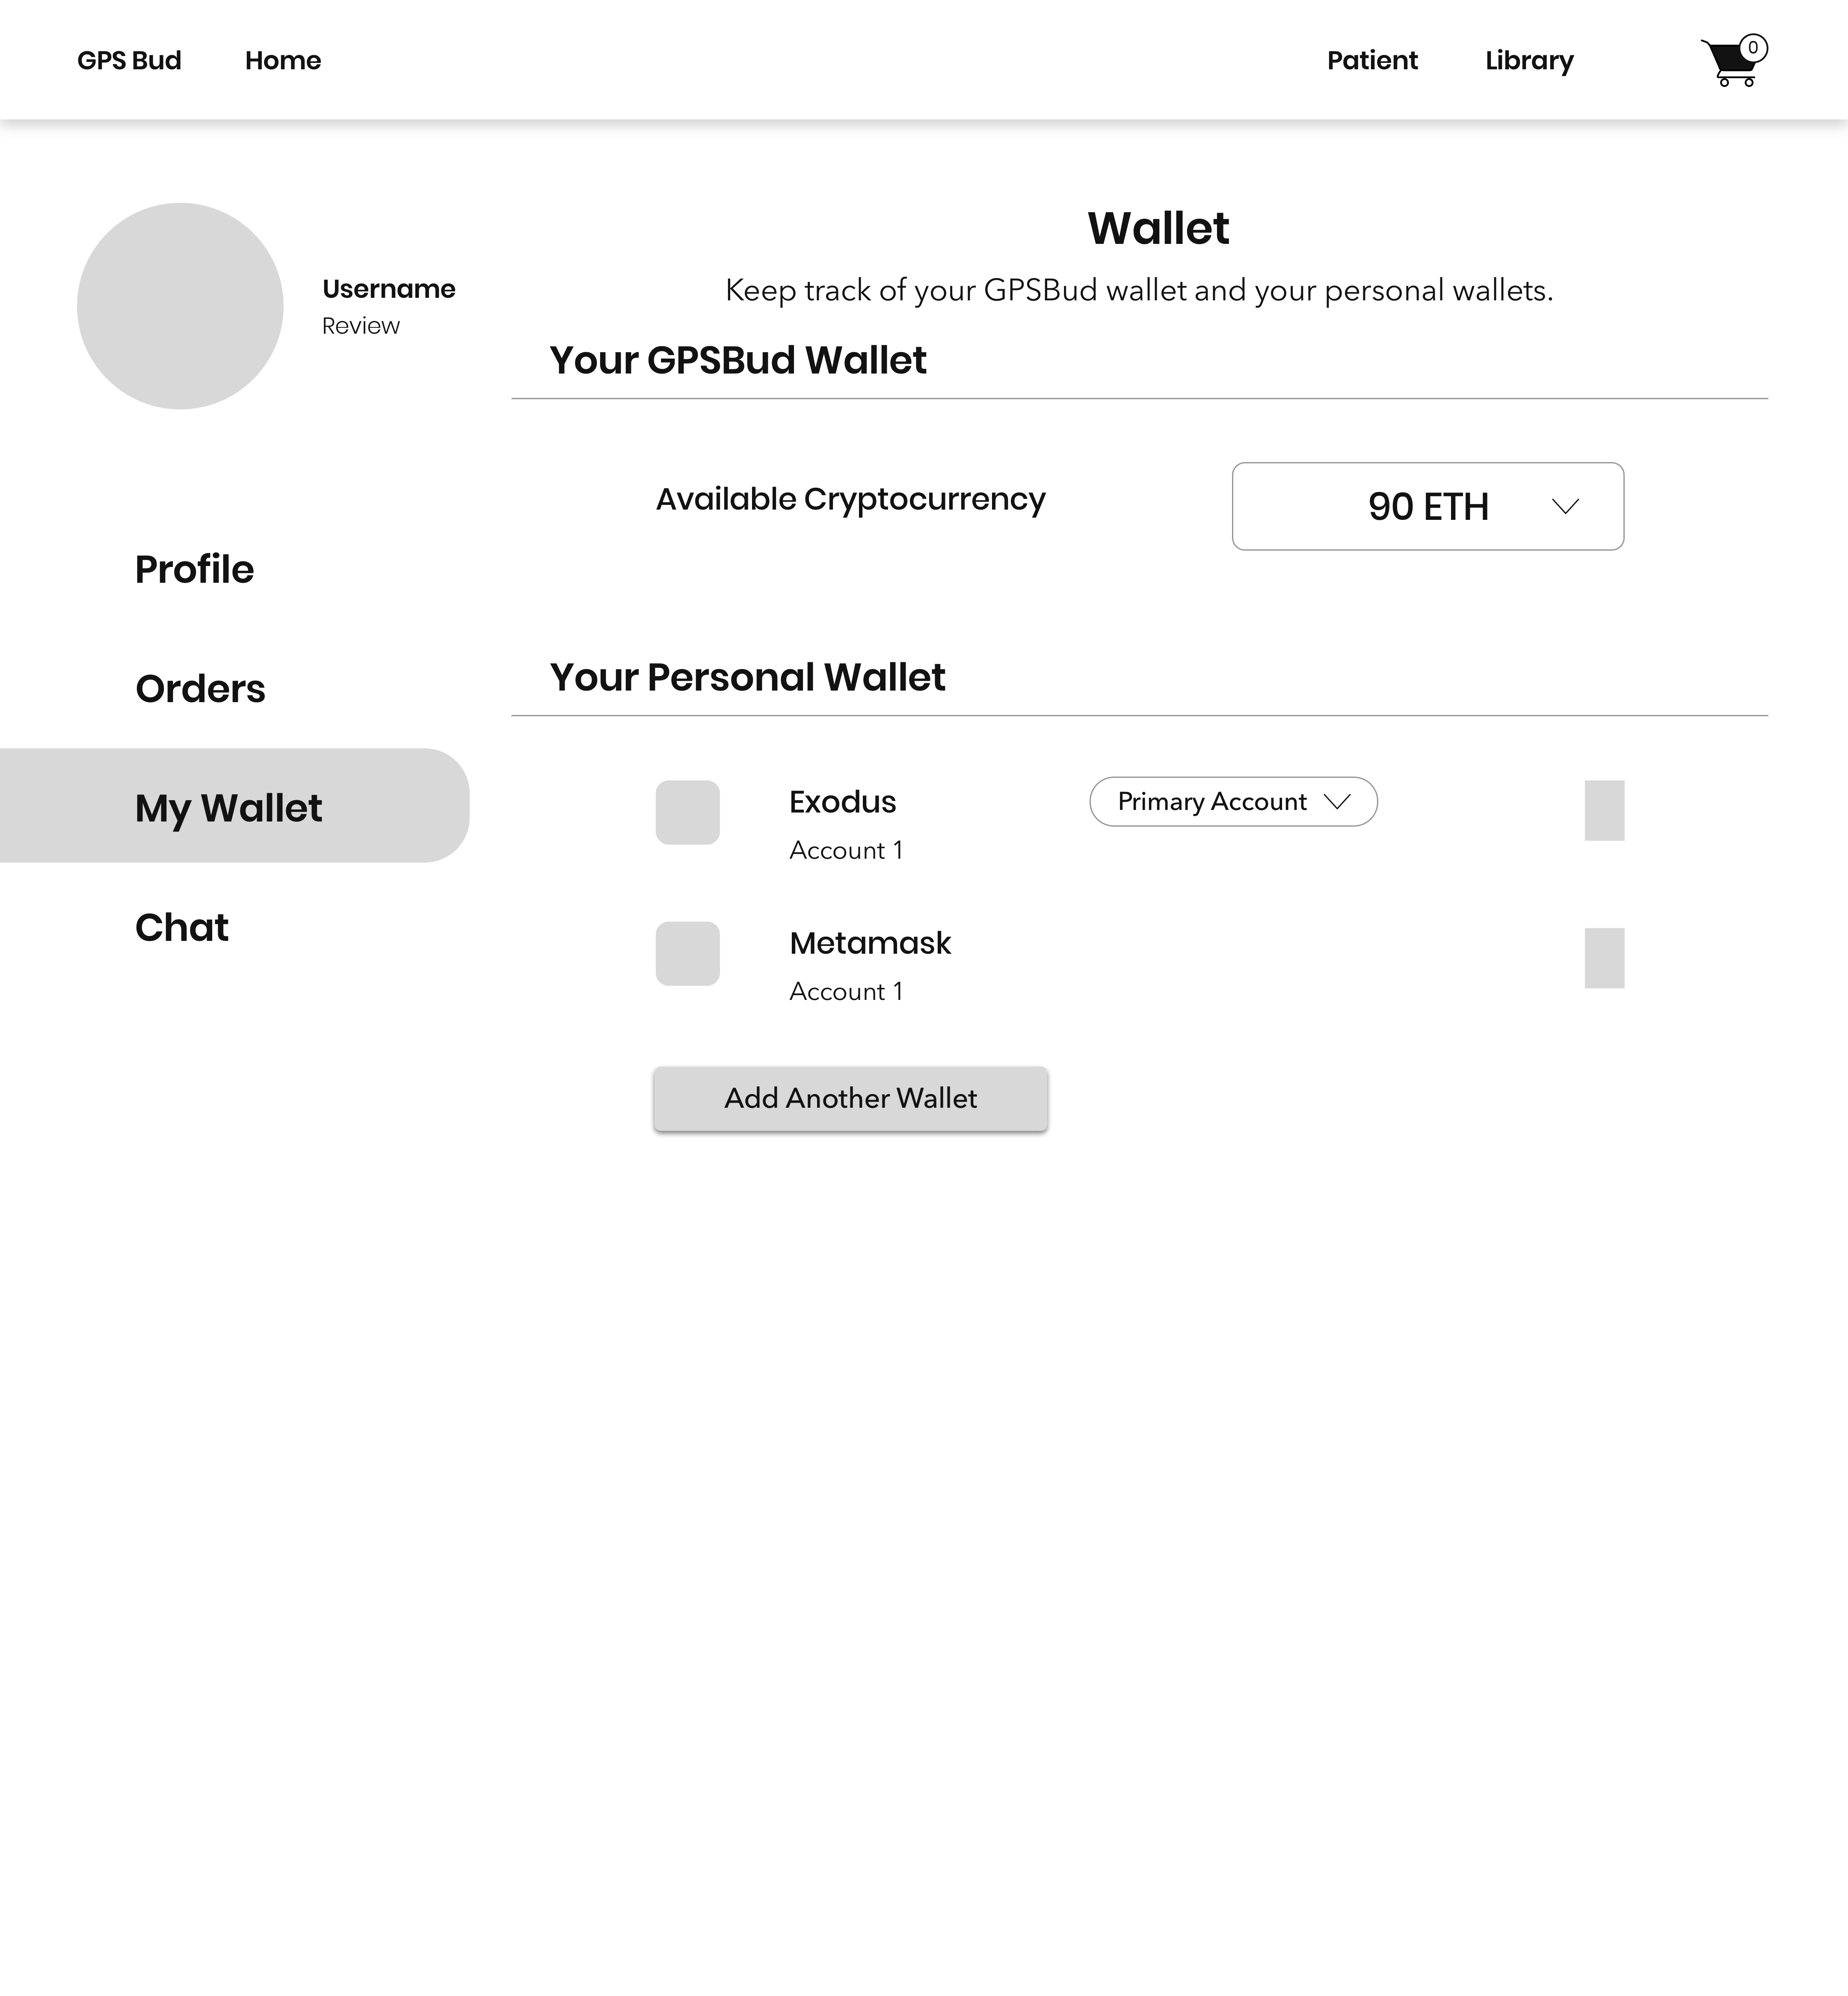 GPS Bud Home Patient Library 0
Wallet
Keep track of your GPSBud wallet and your personal wallets.
Username
Review
Your GPSBud Wallet
Available Cryptocurrency 90 ETH
Profile
Orders
My Wallet
Chat
Your Personal Wallet
Exodus Primary Account
Account 1
Metamask
Account 1
Add Another Wallet